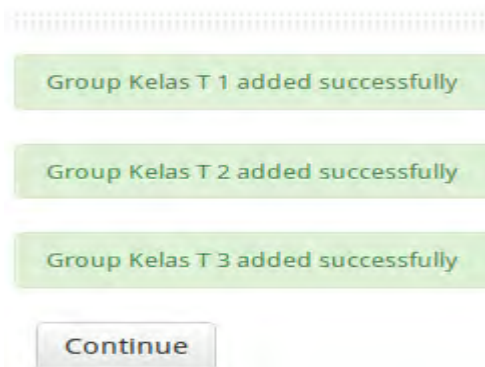 Group Kelas T 1 added successfully
Group Kelas T 2 added successfully
Group Kelas T 3 added successfully
Continue